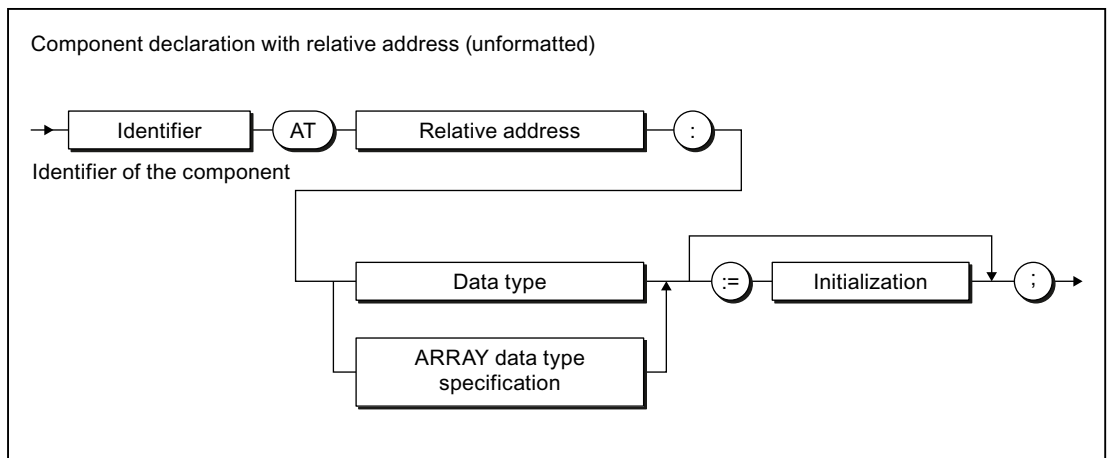 Component declaration with relative address (unformatted)
Identifier AT Relative address :
Identifier of the component
Data type := Initialization ;
ARRAY data type
specification